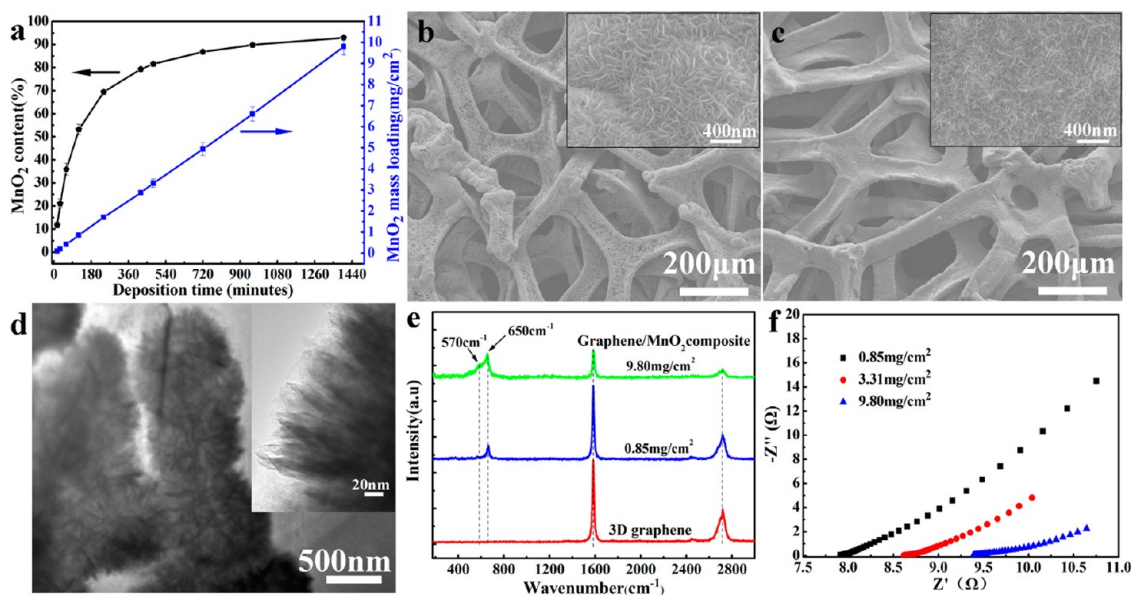 a
MnO2 content(%)
100
90
80
70
60
50
40
30
20
10
0
11
10
9
8
7
6
5
4
3
2
1
0
MnO2 mass loading(mg/cm2)
0 180 360 540 720 900 1080 1260 1440
Deposition time (minutes)
b
400nm
200μm
c
400nm
200μm
d
20nm
500nm
e
570cm-1
650cm-1
Graphene/MnO2composite
9.80mg/cm2
0.85mg/cm2
3D graphene
Intensity(a.u)
400 800 1200 1600 2000 2400 2800
Wavenumber(cm-1)
f
-Z'' (Ω)
-20
18
16
14
12
10
8
6
4
2
0
0.85mg/cm2
3.31mg/cm2
9.80mg/cm2
7.5 8.0 8.5 9.0 9.5 10.0 10.5 11.0
Z' (Ω)